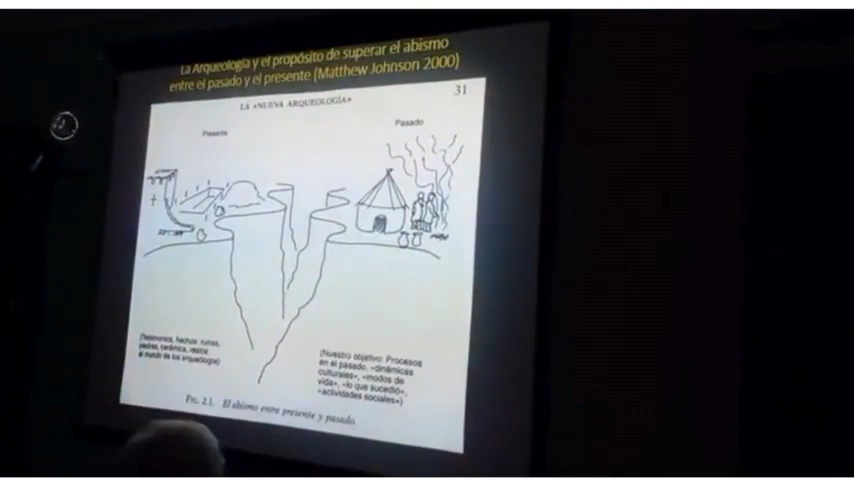 La Arqueología y el propósito de superar el abismo
entre el pasado y el presente (Matthew Johnson 2000)
LA «NUEVA ARQUEOLOGÍA»
31
Presente
Pasado
(Testimonios, hechos, ruinas,
piedras, cerámica, restos:
el mundo de los arqueólogos)
(Nuestro objetivo: Procesos
en el pasado, «dinámicas
culturales», «modos de
vida», «lo que sucedió»,
«actividades sociales»)
FIG. 2.1. El abismo entre presente y pasado.